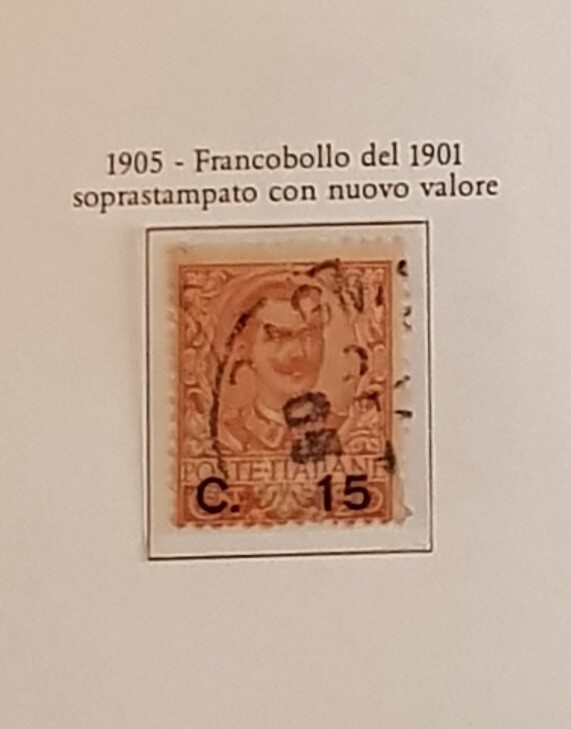 1905 - Francobollo del 1901
soprastampato con nuovo valore
POSTE ITALIANE
C. 15